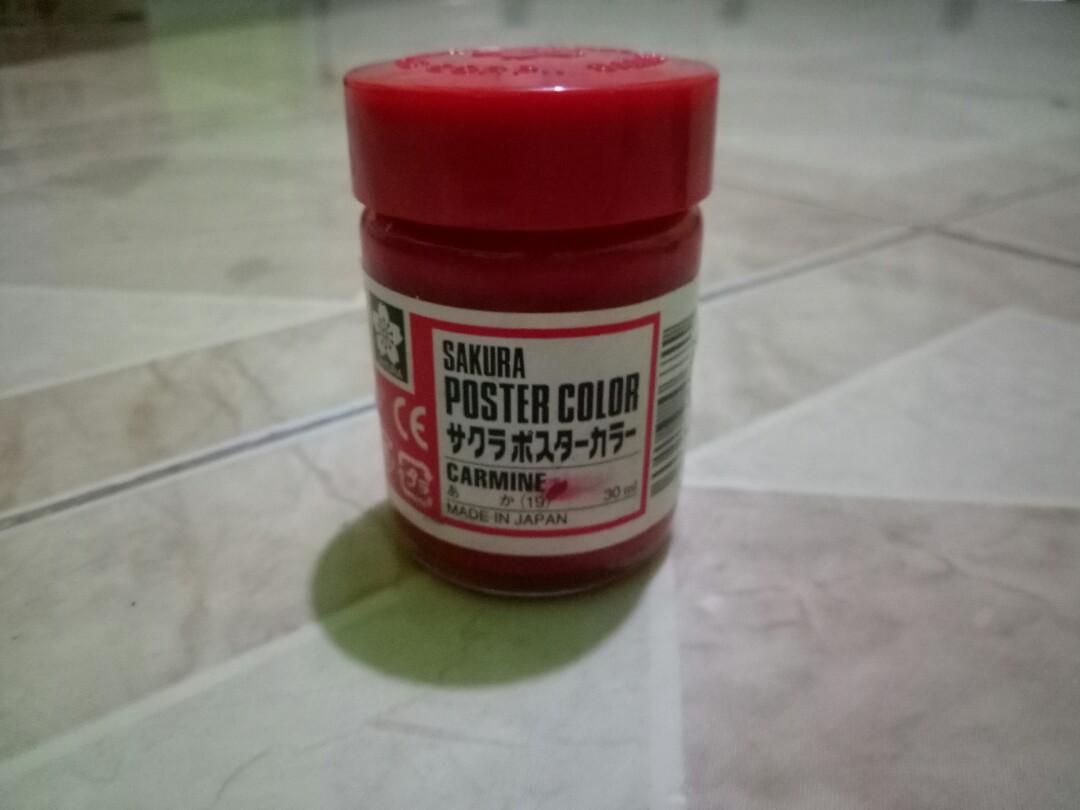 SAKURA
POSTER COLOR
サクラポスターカラー
CARMINE
あ か (19) 30 ml
MADE IN JAPAN
CE